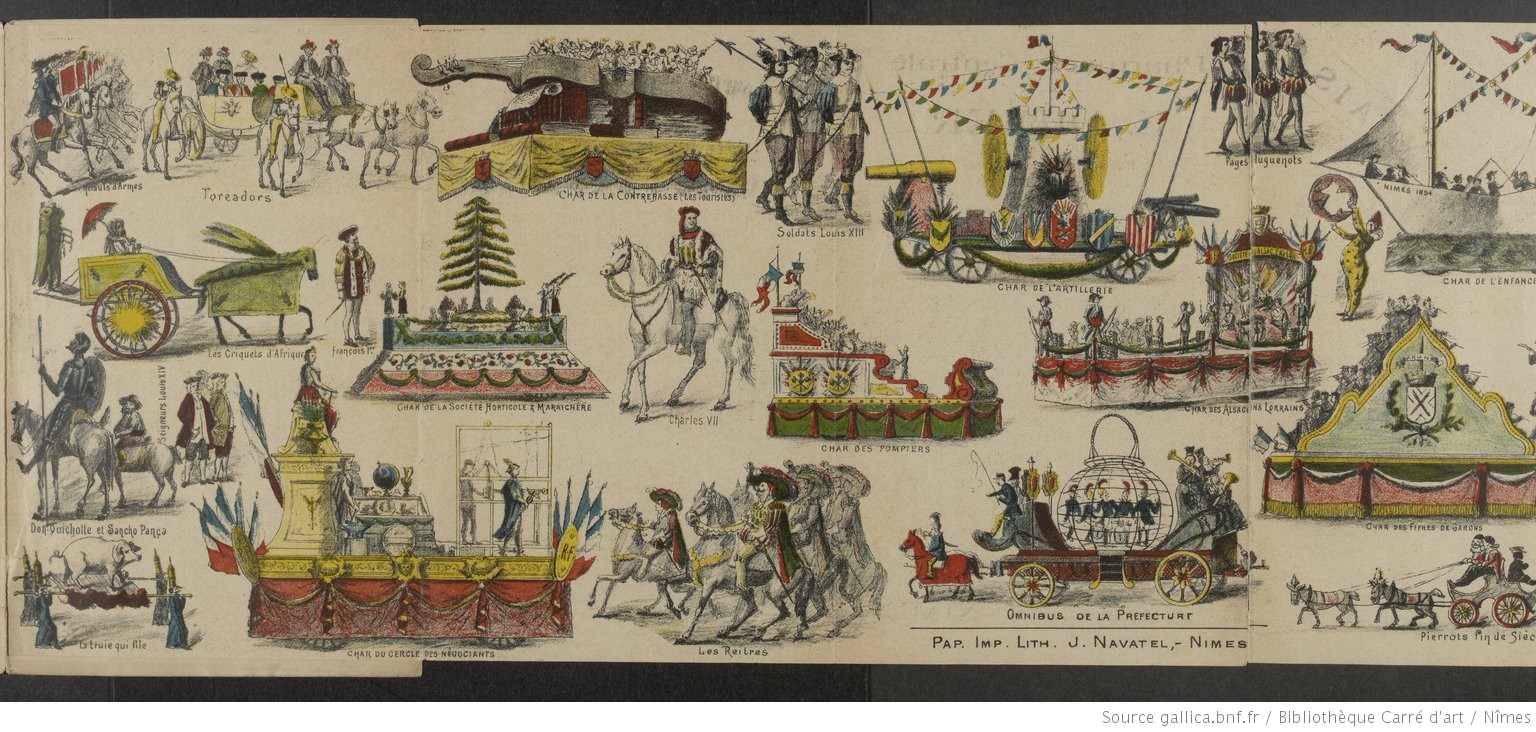 Hérauts d'Armes
Toreadors
CHAR DE LA CONTREBASSE (Les Touristes)
Soldats Louis XIII
CHAR DE L'ARTILLERIE
Pages Huguenots
NIMES 1894
CHAR DE L'ENFANC
Les Criquets d'Afrique
François 1er
CHAR DE LA SOCIÉTÉ HORTICOLE & MARAICHÈRE
Charles VII
CHAR DES POMPIERS
CHAR DES ALSACIENS LORRAINS
Seigneurs Louis XIV
Don Quichotte et Sancho Pança
CHAR DES FIFRES DE GARONS
La truie qui file
RF
CHAR DU CERCLE DES NÉGOCIANTS
Les Reitres
OMNIBUS DE LA PRÉFECTURE
Pierrots Fin de Sièc
PAP. IMP. LITH. J. NAVATEL,- NIMES
Source gallica.bnf.fr / Bibliothèque Carré d'art / Nîmes